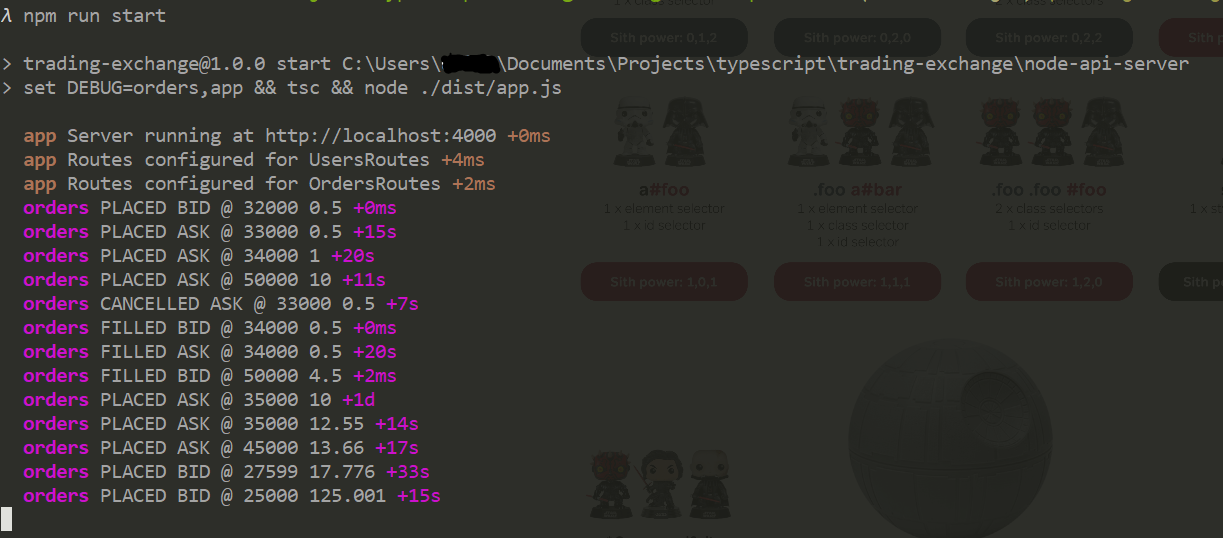 1 x class selector
x class selectors
λ npm run start
Sith power: 0,1,2
Sith power: 0,2,0
Sith power: 0,2,2
> trading-exchange@1.0.0 start C:\Users\ \Documents\Projects\typescript\trading-exchange\node-api-server
> set DEBUG=orders,app && tsc && node ./dist/app.js
app Server running at http://localhost:4000 +0ms
app Routes configured for UsersRoutes +4ms
app Routes configured for OrdersRoutes +2ms
orders PLACED BID @ 32000 0.5 +0ms
orders PLACED ASK @ 33000 0.5 +15s
orders PLACED ASK @ 34000 1 +20s
orders PLACED ASK @ 50000 10 +11s
orders CANCELLED ASK @ 33000 0.5 +7s
orders FILLED BID @ 34000 0.5 +0ms
orders FILLED ASK @ 34000 0.5 +20s
orders FILLED BID @ 50000 4.5 +2ms
orders PLACED ASK @ 35000 10 +1d
orders PLACED ASK @ 35000 12.55 +14s
orders PLACED ASK @ 45000 13.66 +17s
orders PLACED BID @ 27599 17.776 +33s
orders PLACED BID @ 25000 125.001 +15s
a#foo
1 x element selector
1 x id selector
Sith power: 1,0,1
.foo a#bar
1 x element selector
1 x class selector
1 x id selector
Sith power: 1,1,1
.foo .foo #foo
2 x class selectors
1 x id selector
Sith power: 1,2,0
1 x
Sith